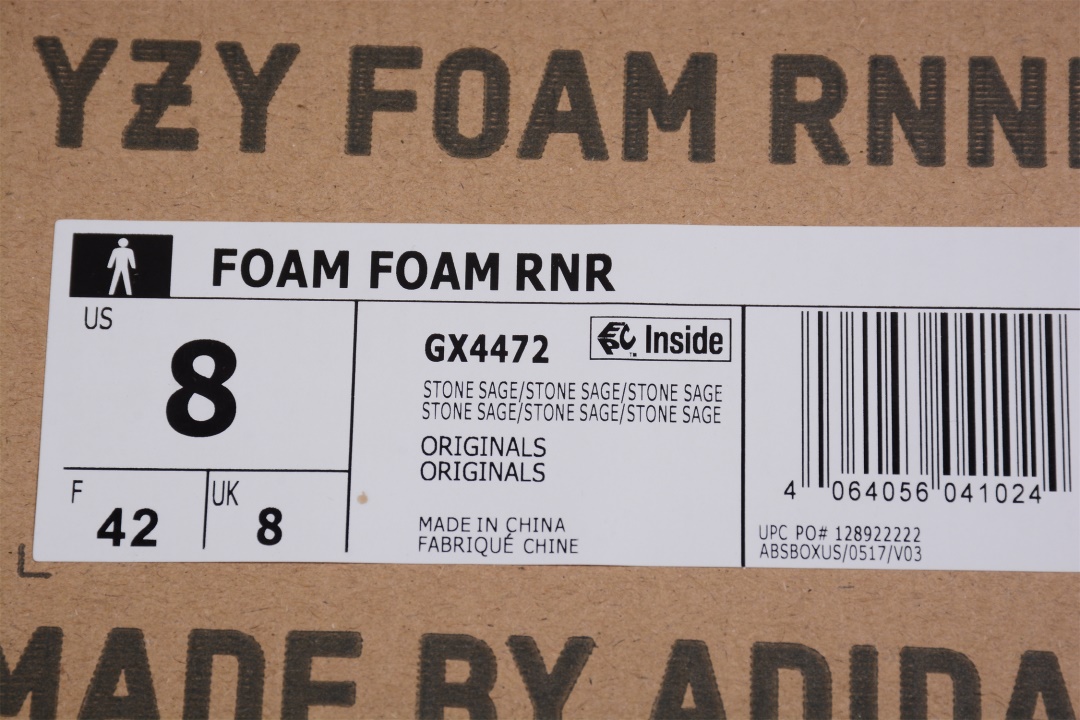 YZY FOAM RNN
FOAM FOAM RNR
US
8
F
42
UK
8
GX4472
EPC™ Inside
STONE SAGE/STONE SAGE/STONE SAGE
STONE SAGE/STONE SAGE/STONE SAGE
ORIGINALS
ORIGINALS
MADE IN CHINA
FABRIQUÉ CHINE
4 064056 041024
UPC PO# 128922222
ABSBOXUS/0517/V03
MADE BY ADIDA